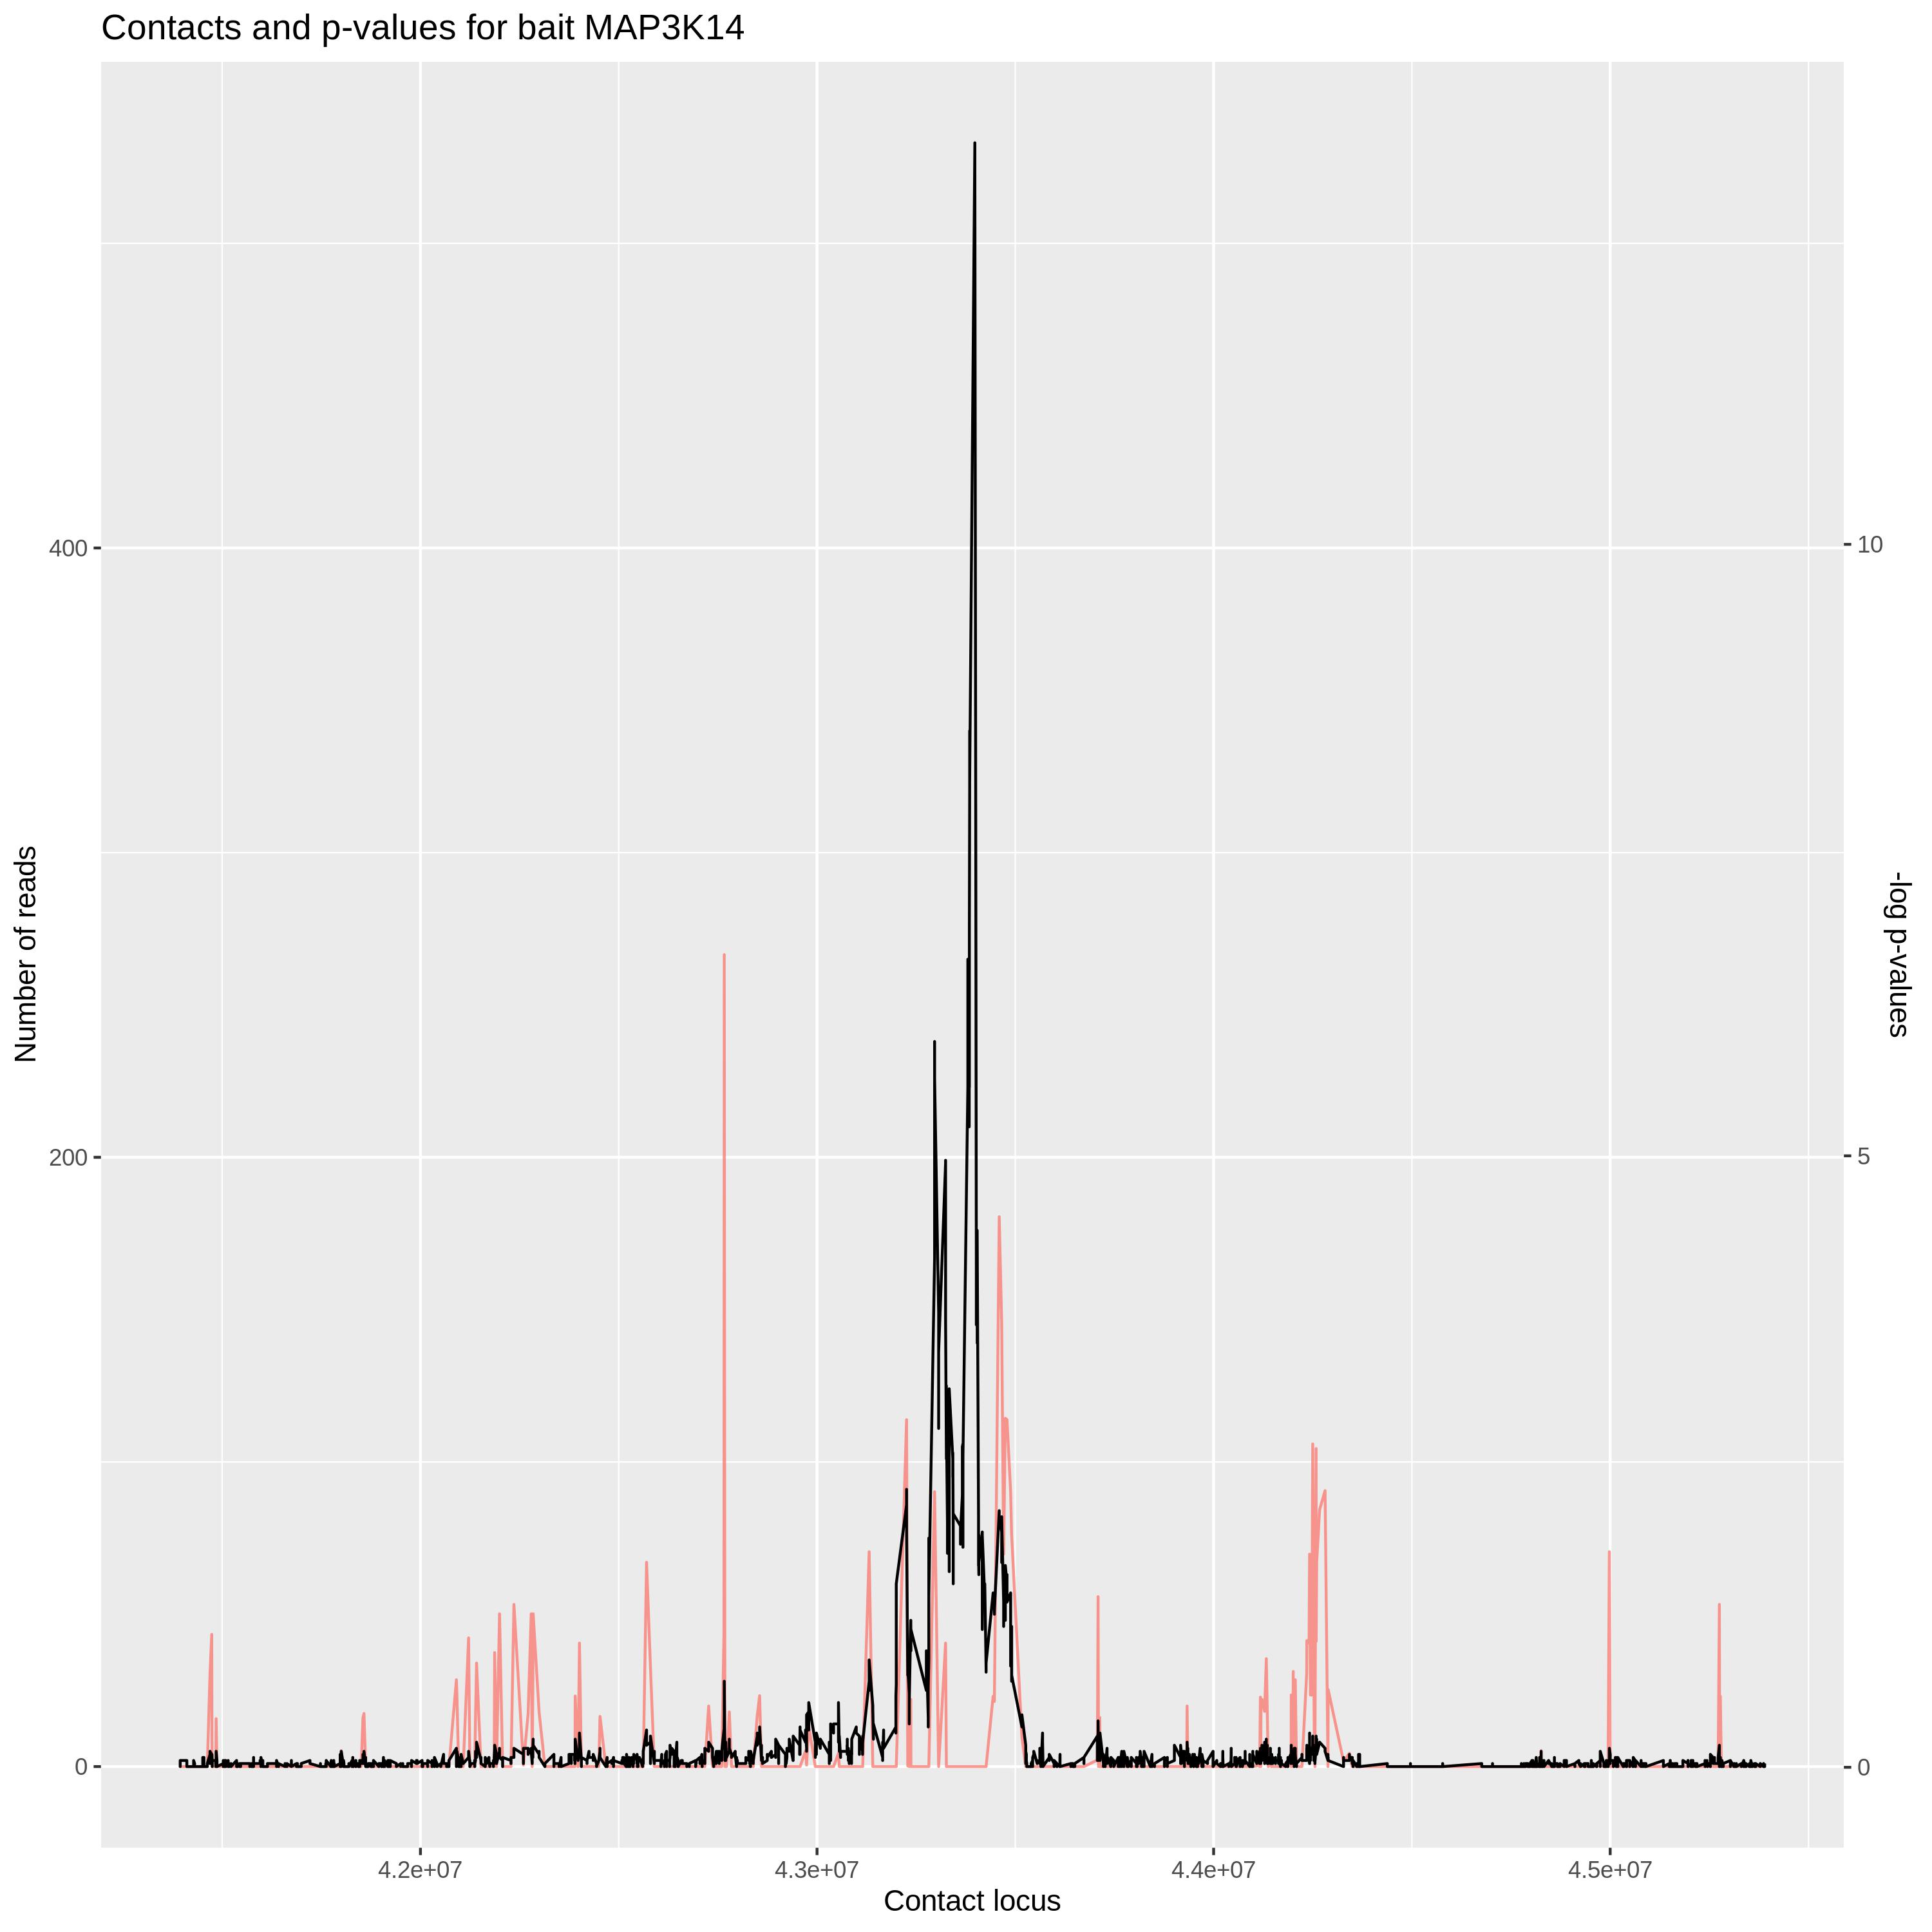 Contacts and p-values for bait MAP3K14
Number of reads
400
200
0
10
5
0
-log p-values
4.2e+07
4.3e+07
4.4e+07
4.5e+07
Contact locus